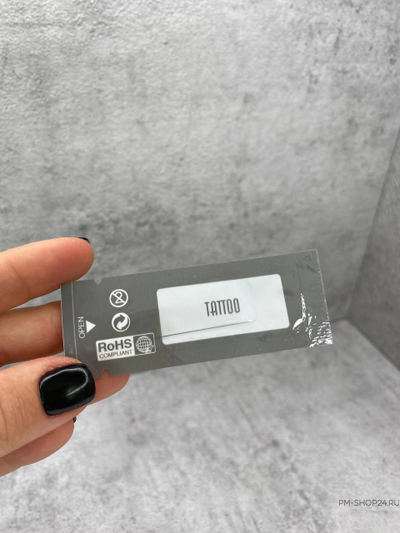 TATTOO
OPEN
RoHS
COMPLIANT
PM-SHOP24.RU